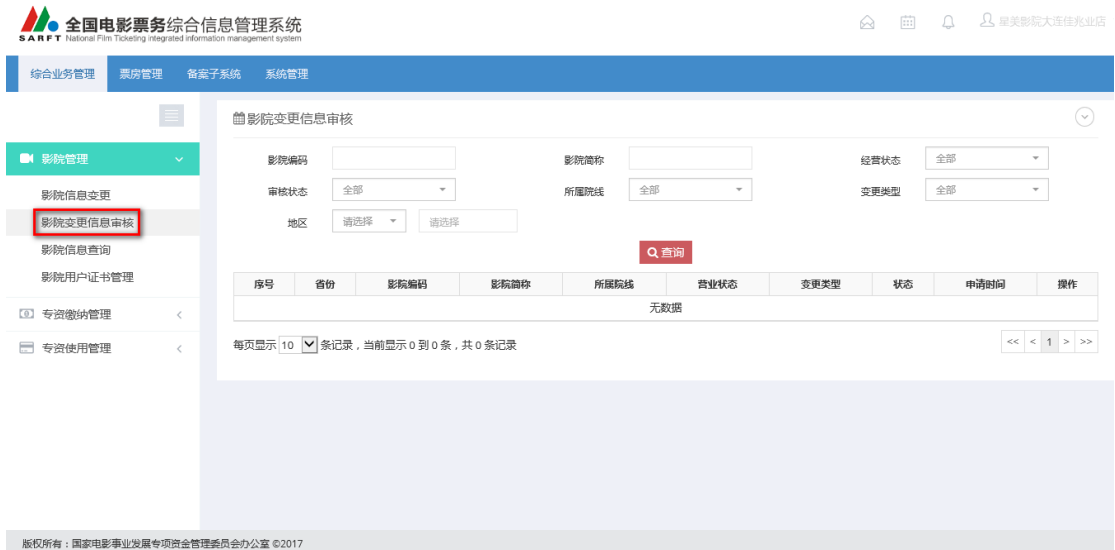 全国电影票务综合信息管理系统
SARFT National Film Ticketing integrated information management system
星美影院大连佳兆业店
综合业务管理 票房管理 备案子系统 系统管理
影院变更信息审核
影院管理
影院信息变更
影院变更信息审核
影院信息查询
影院用户证书管理
专资缴纳管理
专资使用管理
影院编码 影院简称 经营状态 全部
审核状态 全部 所属院线 全部 变更类型 全部
地区 请选择 请选择
查询
序号 省份 影院编码 影院简称 所属院线 营业状态 变更类型 状态 申请时间 操作
无数据
每页显示 10 条记录，当前显示 0 到 0 条，共 0 条记录
<< < 1 > >>
版权所有：国家电影事业发展专项资金管理委员会办公室 ©2017